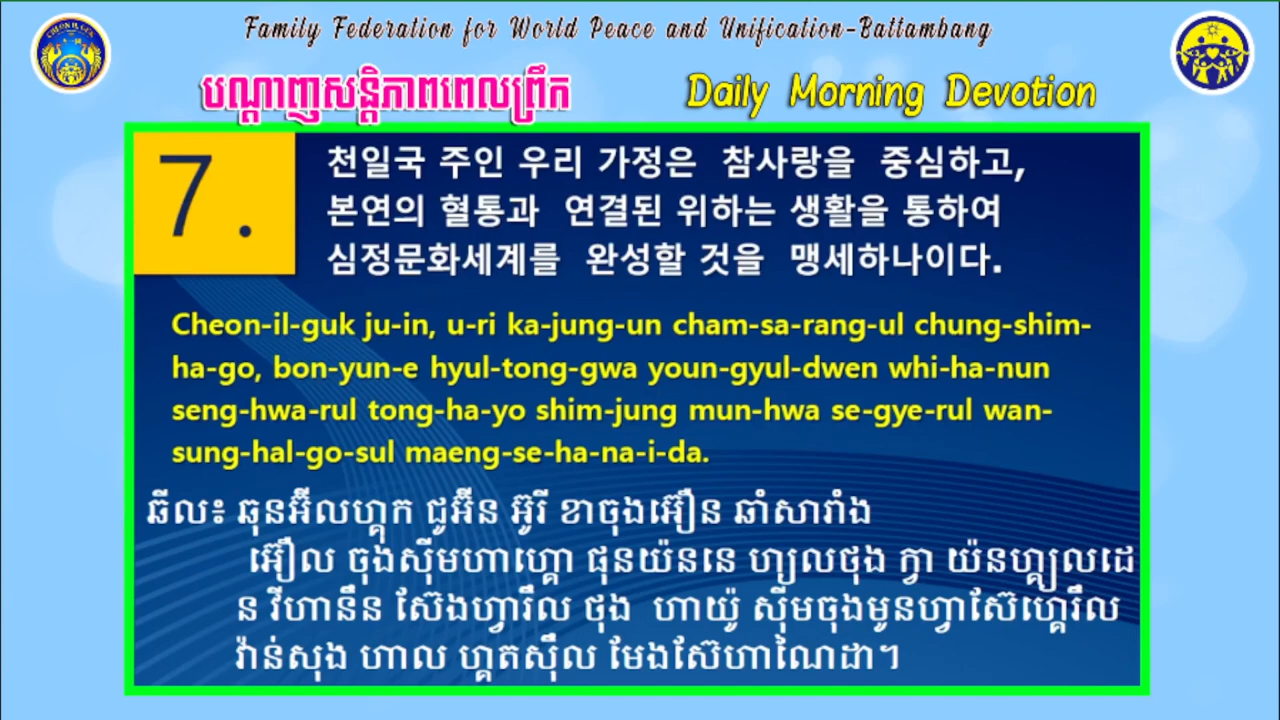 Family Federation for World Peace and Unification-Battambang
CHEON IL GUK
បណ្តាញសន្តិភាពពេលព្រឹក
Daily Morning Devotion
7.
천일국 주인 우리 가정은 참사랑을 중심하고,
본연의 혈통과 연결된 위하는 생활을 통하여
심정문화세계를 완성할 것을 맹세하나이다.
Cheon-il-guk ju-in, u-ri ka-jung-un cham-sa-rang-ul chung-shim-
ha-go, bon-yun-e hyul-tong-gwa youn-gyul-dwen whi-ha-nun
seng-hwa-rul tong-ha-yo shim-jung mun-hwa se-gye-rul wan-
sung-hal-go-sul maeng-se-ha-na-i-da.
ឆីល៖ ឆុនអ៊ីលហ្គុក ជូអ៊ីន អ៊ូរី ខាចុងអ៊ឿន ឆាំសារ៉ាំង
អ៊ឿល ចុងស៊ីមហាហ្គោ ផុនយ៉ននេ ហ្យលថុង ក្វា យ៉នហ្គ្យលដេ
ន វីហានឹន ស៊ែងហ្វារឹល ថុង ហាយ៉ូ ស៊ីមចុងមូនហ្វាស៊ែហ្គេរឹល
វ៉ាន់សុង ហាល ហ្គតស៊ឹល មែងស៊ែហាណៃដា។